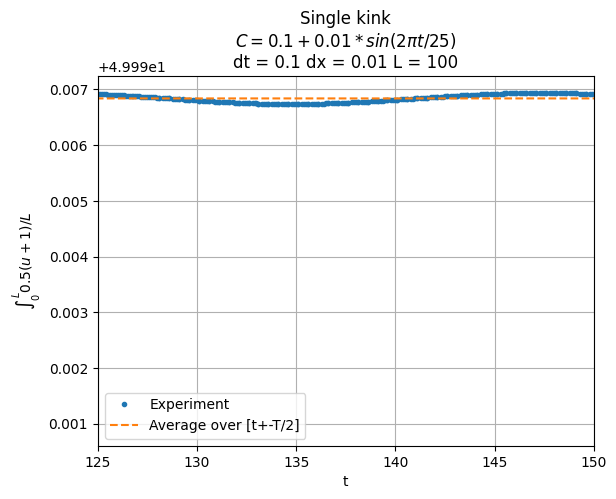 Single kink
C = 0.1 + 0.01 * sin(2πt/25)
dt = 0.1 dx = 0.01 L = 100
+4.999e1
0.007
0.006
0.005
0.004
0.003
0.002
0.001
∫₀ᴸ 0.5(u + 1)/L
Experiment
Average over [t+-T/2]
125
130
135
140
145
150
t